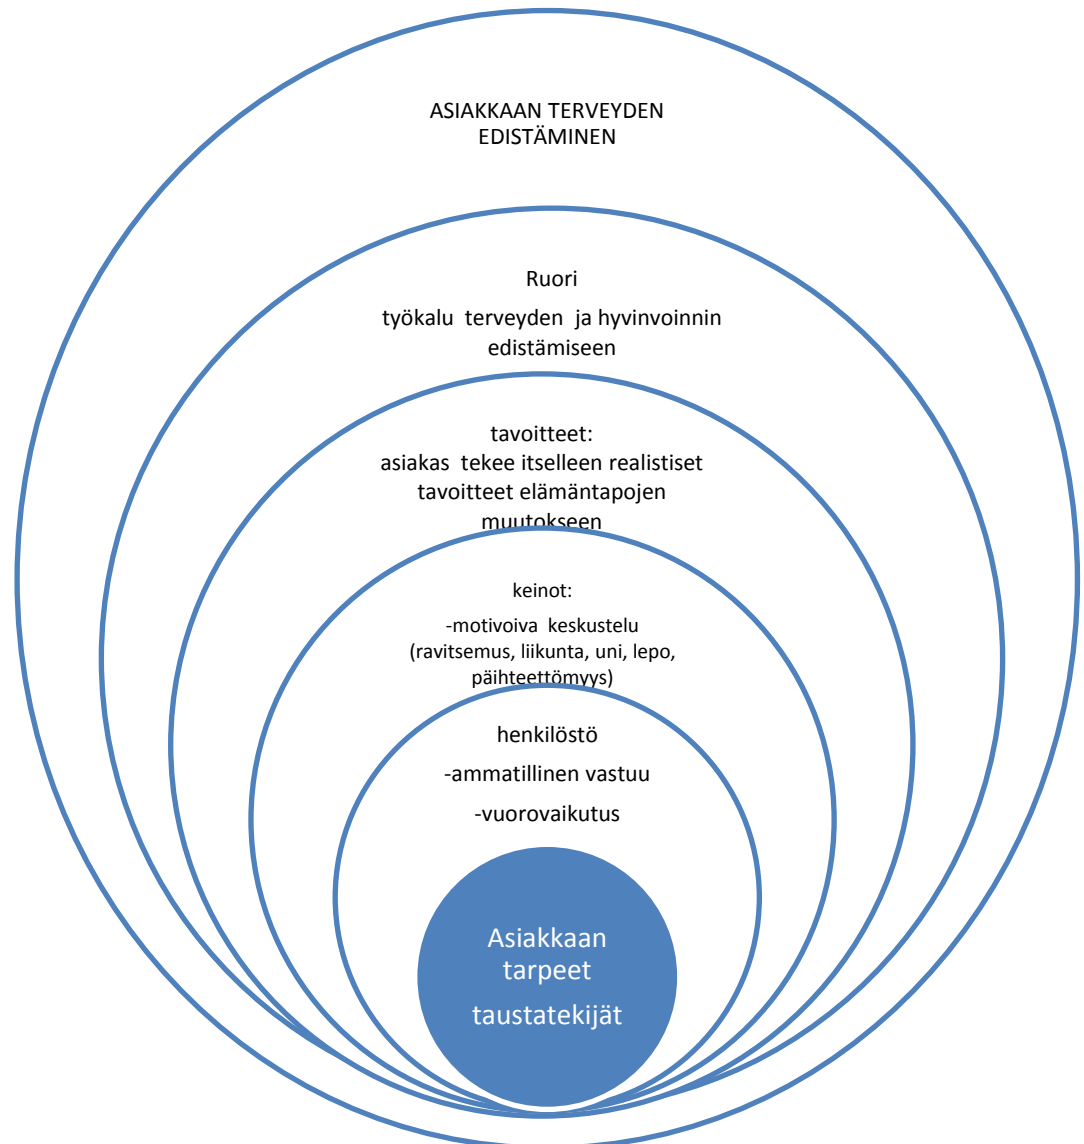 ASIAKKAAN TERVEYDEN
EDISTÄMINEN
Ruori
työkalu terveyden ja hyvinvoinnin
edistämiseen
tavoitteet:
asiakas tekee itselleen realistiset
tavoitteet elämäntapojen
muutokseen
keinot:
-motivoiva keskustelu
(ravitsemus, liikunta, uni, lepo,
päihteettömyys)
henkilöstö
-ammatillinen vastuu
-vuorovaikutus
Asiakkaan
tarpeet
taustatekijät